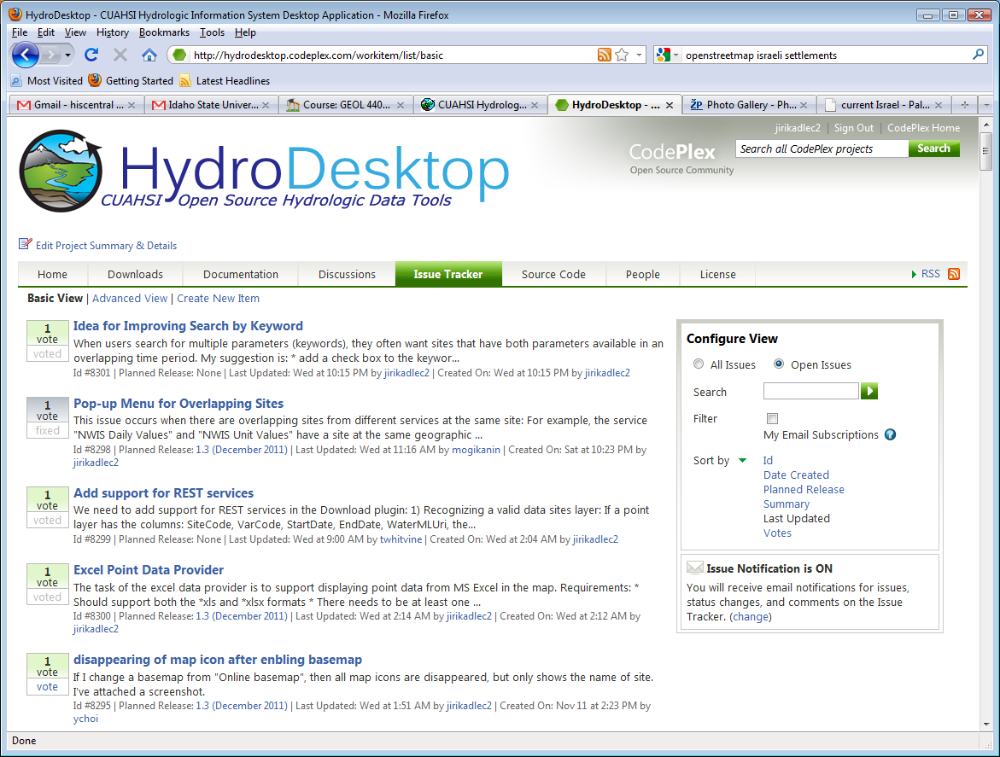 HydroDesktop - CUAHSI Hydrologic Information System Desktop Application - Mozilla Firefox
File Edit View History Bookmarks Tools Help
http://hydrodesktop.codeplex.com/workitem/list/basic
openstreetmap israeli settlements
Most Visited Getting Started Latest Headlines
Gmail - hiscentral ... Idaho State Univer... Course: GEOL 440... CUAHSI Hydrolog... HydroDesktop - ... Photo Gallery - Ph... current Israel - Pal...
jirikadlec2 | Sign Out | CodePlex Home
CodePlex
Open Source Community
Search all CodePlex projects Search
HydroDesktop
CUAHSI Open Source Hydrologic Data Tools
Edit Project Summary & Details
Home Downloads Documentation Discussions Issue Tracker Source Code People License RSS
Basic View | Advanced View | Create New Item
1
vote
voted
Idea for Improving Search by Keyword
When users search for multiple parameters (keywords), they often want sites that have both parameters available in an
overlapping time period. My suggestion is: * add a check box to the keywor...
Id #8301 | Planned Release: None | Last Updated: Wed at 10:15 PM by jirikadlec2 | Created On: Wed at 10:15 PM by jirikadlec2
1
vote
fixed
Pop-up Menu for Overlapping Sites
This issue occurs when there are overlapping sites from different services at the same site: For example, the service
"NWIS Daily Values" and "NWIS Unit Values" have a site at the same geographic ...
Id #8298 | Planned Release: 1.3 (December 2011) | Last Updated: Wed at 11:16 AM by mogikanin | Created On: Sat at 10:23 PM by
jirikadlec2
1
vote
voted
Add support for REST services
We need to add support for REST services in the Download plugin: 1) Recognizing a valid data sites layer: If a point
layer has the columns: SiteCode, VarCode, StartDate, EndDate, WaterMLUri, the...
Id #8299 | Planned Release: None | Last Updated: Wed at 9:00 AM by twhitvine | Created On: Wed at 2:04 AM by jirikadlec2
1
vote
voted
Excel Point Data Provider
The task of the excel data provider is to support displaying point data from MS Excel in the map. Requirements: *
Should support both the *xls and *xlsx formats * There needs to be at least one ...
Id #8300 | Planned Release: 1.3 (December 2011) | Last Updated: Wed at 2:14 AM by jirikadlec2 | Created On: Wed at 2:12 AM by
jirikadlec2
1
vote
vote
disappearing of map icon after enbling basemap
If I change a basemap from "Online basemap", then all map icons are disappeared, but only shows the name of site.
I've attached a screenshot.
Id #8295 | Planned Release: 1.3 (December 2011) | Last Updated: Wed at 1:51 AM by jirikadlec2 | Created On: Nov 11 at 2:23 PM by
ychoi
Configure View
All Issues Open Issues
Search
Filter
My Email Subscriptions ?
Sort by Id
Date Created
Planned Release
Summary
Last Updated
Votes
Issue Notification is ON
You will receive email notifications for issues,
status changes, and comments on the Issue
Tracker. (change)
Done